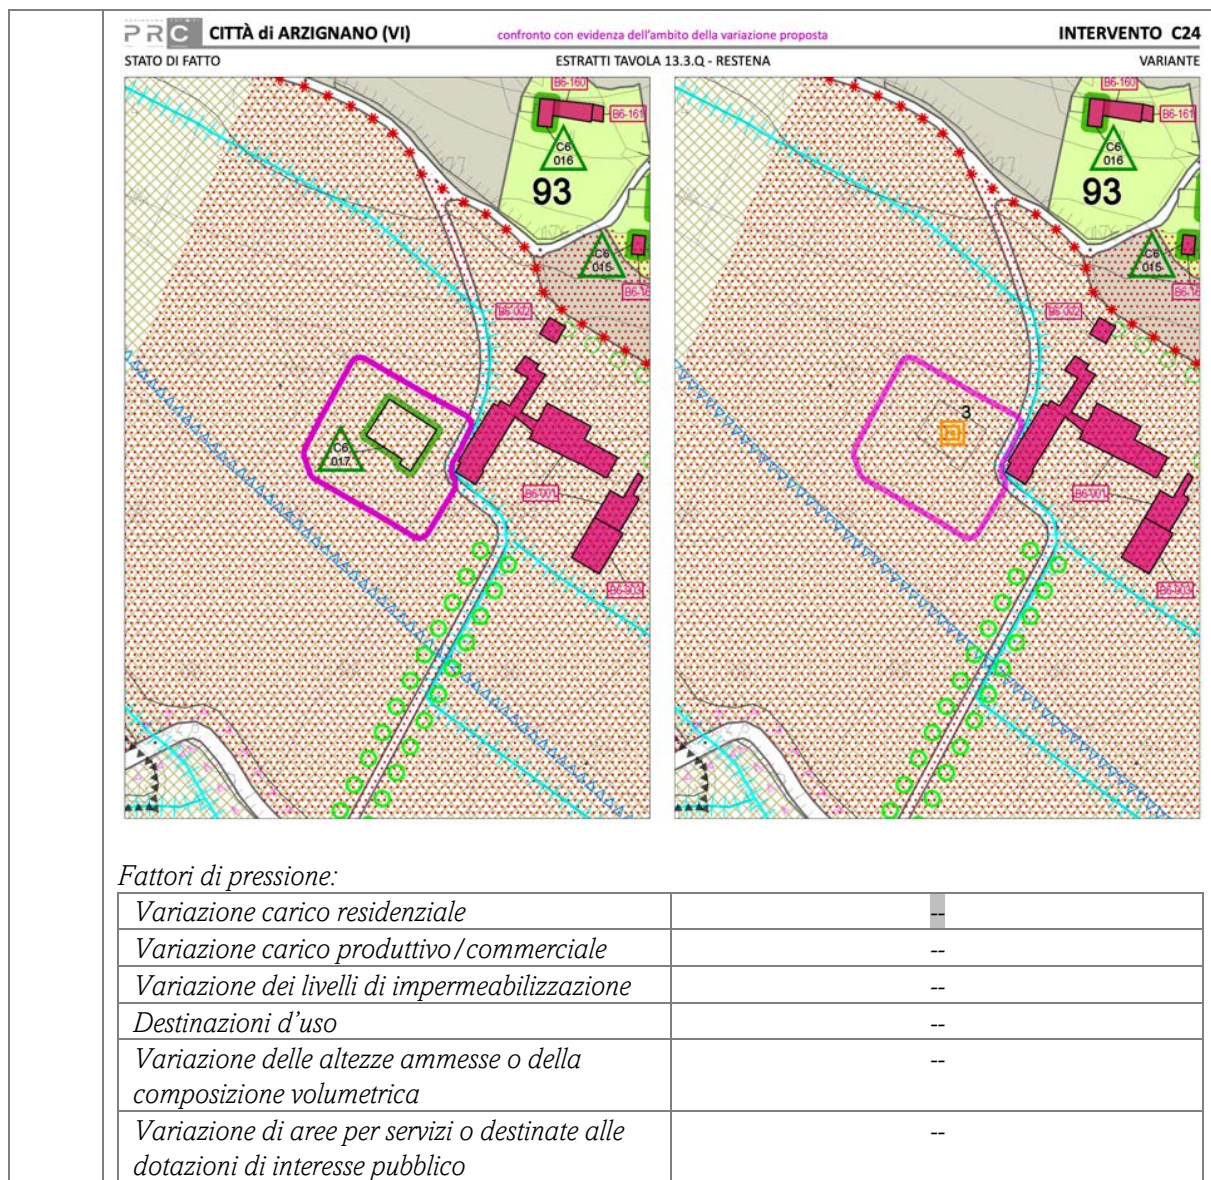 PRC CITTÀ di ARZIGNANO (VI) confronto con evidenza dell'ambito della variazione proposta INTERVENTO C24
STATO DI FATTO ESTRATTI TAVOLA 13.3.Q - RESTENA VARIANTE
B6-160
B6-161
C6
016
93
C6
015
B6-16
B6-002
C6
017
B6-001
B6-003
B6-160
B6-161
C6
016
93
C6
015
B6-16
B6-002
3
B6-001
B6-003
Fattori di pressione:
Variazione carico residenziale --
Variazione carico produttivo/commerciale --
Variazione dei livelli di impermeabilizzazione --
Destinazioni d'uso --
Variazione delle altezze ammesse o della --
composizione volumetrica
Variazione di aree per servizi o destinate alle --
dotazioni di interesse pubblico